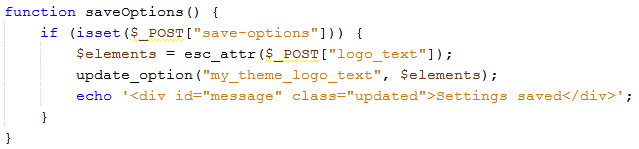 function saveOptions() {
    if (isset($_POST["save-options"])) {
        $elements = esc_attr($_POST["logo_text"]);
        update_option("my_theme_logo_text", $elements);
        echo '<div id="message" class="updated">Settings saved</div>';
    }
}